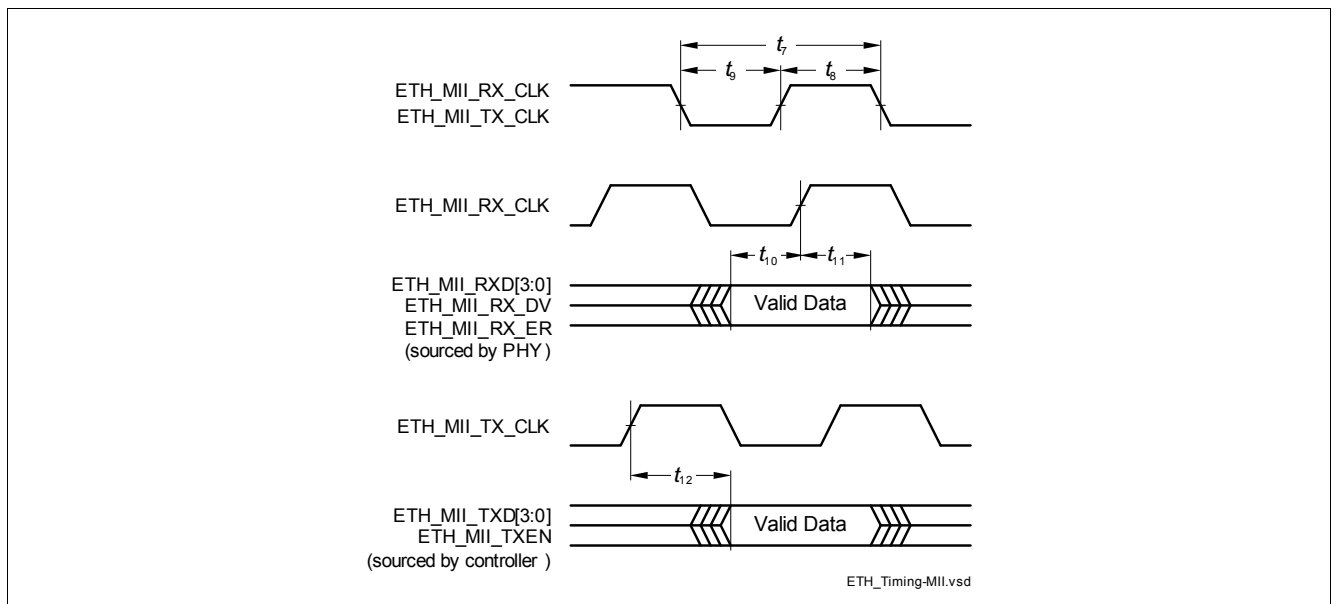 t7
t9 t8
ETH_MII_RX_CLK
ETH_MII_TX_CLK
ETH_MII_RX_CLK
t10 t11
ETH_MII_RXD[3:0]
ETH_MII_RX_DV
Valid Data
ETH_MII_RX_ER
(sourced by PHY )
ETH_MII_TX_CLK
t12
ETH_MII_TXD[3:0]
Valid Data
ETH_MII_TXEN
(sourced by controller )
ETH_Timing-MII.vsd